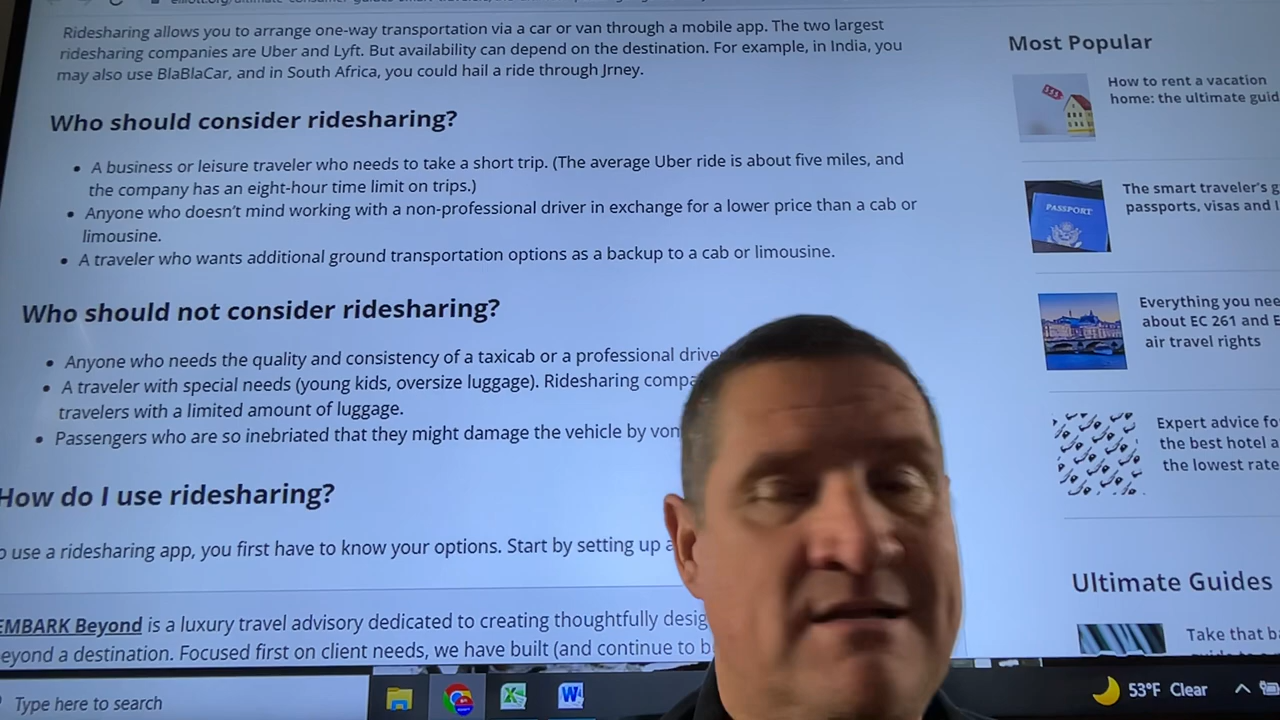 Ridesharing allows you to arrange one-way transportation via a car or van through a mobile app. The two largest
ridesharing companies are Uber and Lyft. But availability can depend on the destination. For example, in India, you
may also use BlaBlaCar, and in South Africa, you could hail a ride through Jrney.
Who should consider ridesharing?
• A business or leisure traveler who needs to take a short trip. (The average Uber ride is about five miles, and
the company has an eight-hour time limit on trips.)
• Anyone who doesn't mind working with a non-professional driver in exchange for a lower price than a cab or
limousine.
• A traveler who wants additional ground transportation options as a backup to a cab or limousine.
Who should not consider ridesharing?
• Anyone who needs the quality and consistency of a taxicab or a professional drive
• A traveler with special needs (young kids, oversize luggage). Ridesharing compa
travelers with a limited amount of luggage.
• Passengers who are so inebriated that they might damage the vehicle by vom
How do I use ridesharing?
o use a ridesharing app, you first have to know your options. Start by setting up a
EMBARK Beyond is a luxury travel advisory dedicated to creating thoughtfully desig
eyond a destination. Focused first on client needs, we have built (and continue to b
Most Popular
How to rent a vacation
home: the ultimate guid
PASSPORT
The smart traveler's g
passports, visas and
Everything you nee
about EC 261 and E
air travel rights
Expert advice fo
the best hotel a
the lowest rate
Ultimate Guides
Take that b
Type here to search
53°F Clear